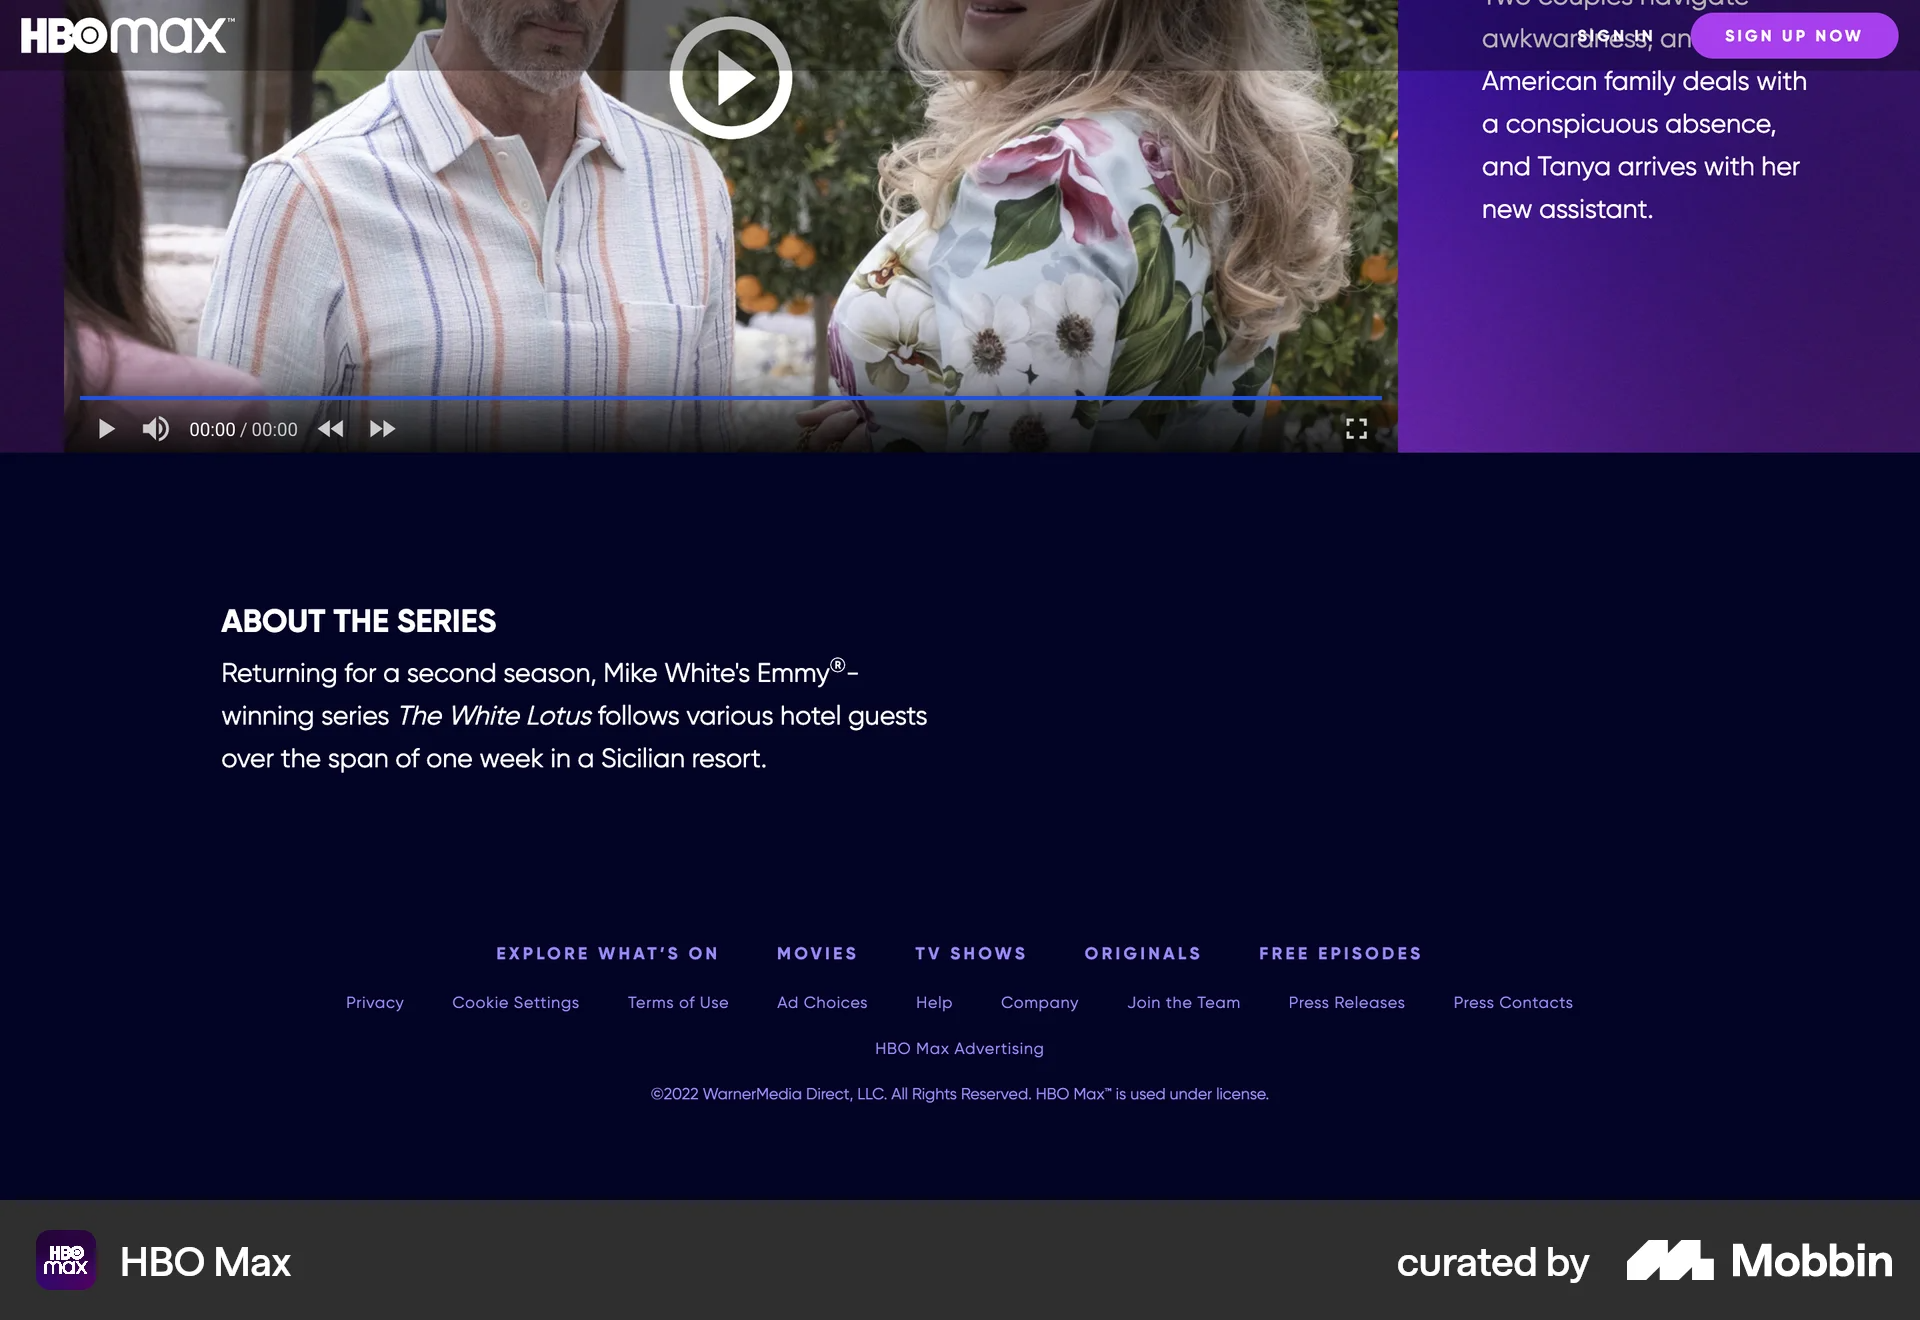 HBOmax™
SIGN IN
SIGN UP NOW
Two couples navigate
awkwardness, an
American family deals with
a conspicuous absence,
and Tanya arrives with her
new assistant.
00:00 / 00:00
ABOUT THE SERIES
Returning for a second season, Mike White's Emmy®-
winning series The White Lotus follows various hotel guests
over the span of one week in a Sicilian resort.
EXPLORE WHAT’S ON MOVIES TV SHOWS ORIGINALS FREE EPISODES
Privacy Cookie Settings Terms of Use Ad Choices Help Company Join the Team Press Releases Press Contacts
HBO Max Advertising
©2022 WarnerMedia Direct, LLC. All Rights Reserved. HBO Max™ is used under license.
HBO
max
HBO Max
curated by Mobbin